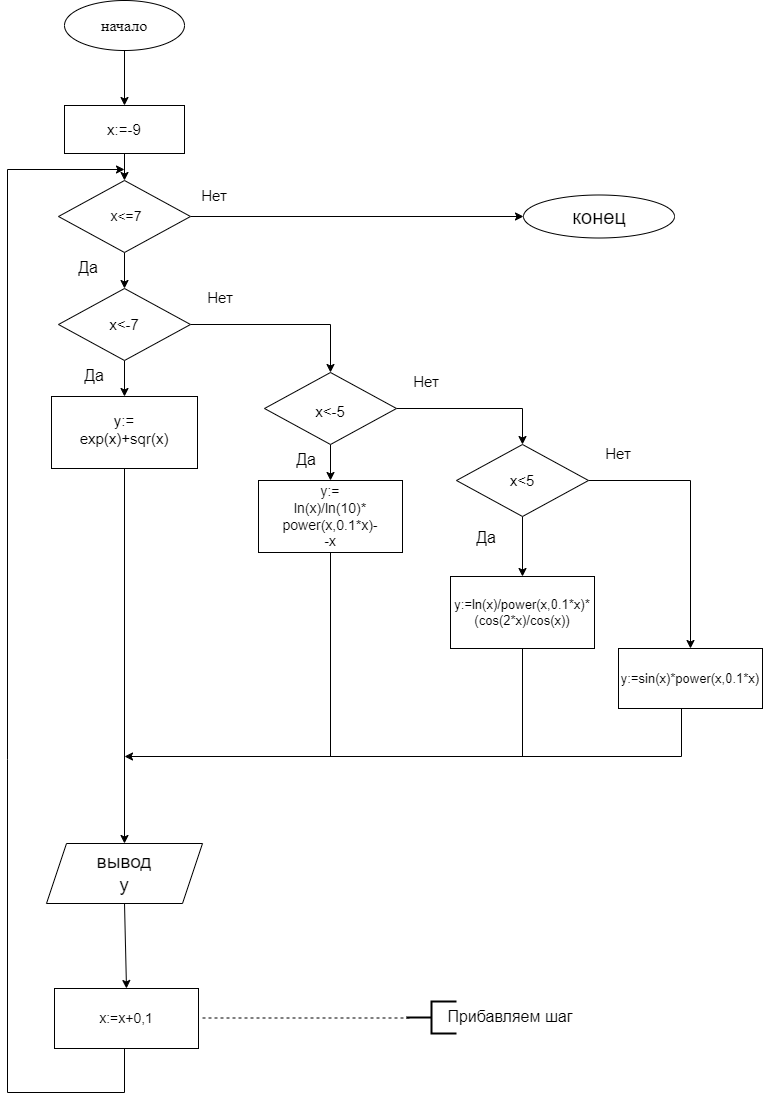 начало
x:=-9
Нет
x<=7
конец
Да
Нет
x<-7
Да
Нет
y:=
exp(x)+sqr(x)
x<-5
Нет
Да
x<5
y:=
ln(x)/ln(10)*
power(x,0.1*x)-
-x
Да
y:=ln(x)/power(x,0.1*x)*
(cos(2*x)/cos(x))
y:=sin(x)*power(x,0.1*x)
вывод
y
x:=x+0,1
Прибавляем шаг